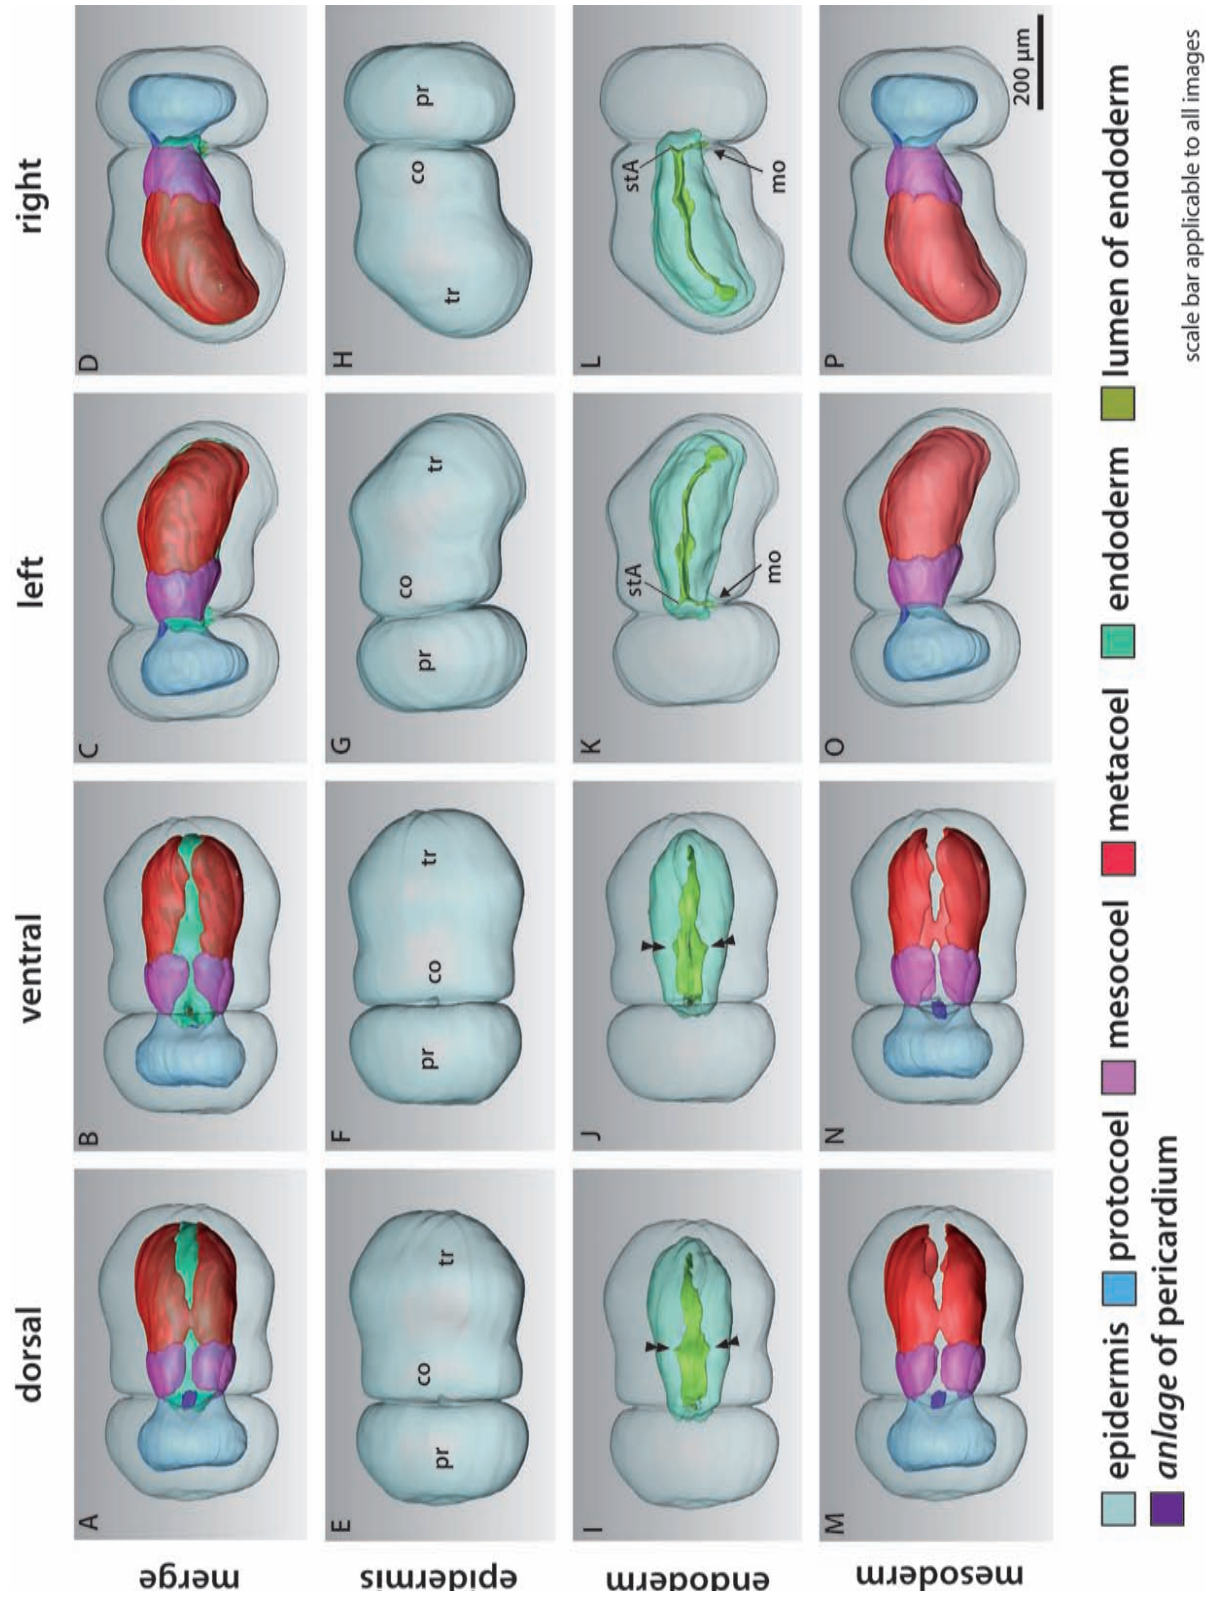 dorsal
ventral
left
right
merge
A
B
C
D
epidermis
E
pr
co
tr
F
pr
co
tr
G
pr
co
tr
H
tr
co
pr
endoderm
I
J
K
stA
mo
L
stA
mo
mesoderm
M
N
O
P
200 µm
epidermis
protocoel
mesocoel
metacoel
endoderm
lumen of endoderm
anlage of pericardium
scale bar applicable to all images